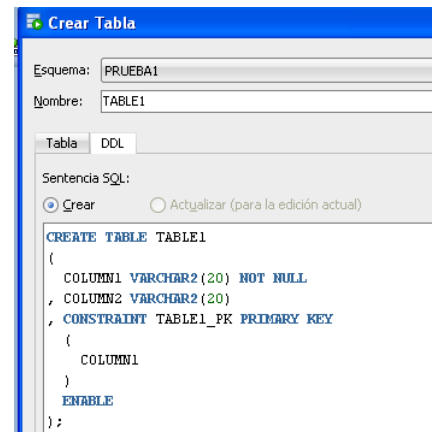 Crear Tabla
Esquema: PRUEBA1
Nombre: TABLE1
Tabla DDL
Sentencia SQL:
Crear Actualizar (para la edición actual)
CREATE TABLE TABLE1
(
COLUMN1 VARCHAR2(20) NOT NULL
, COLUMN2 VARCHAR2(20)
, CONSTRAINT TABLE1_PK PRIMARY KEY
(
COLUMN1
)
ENABLE
);